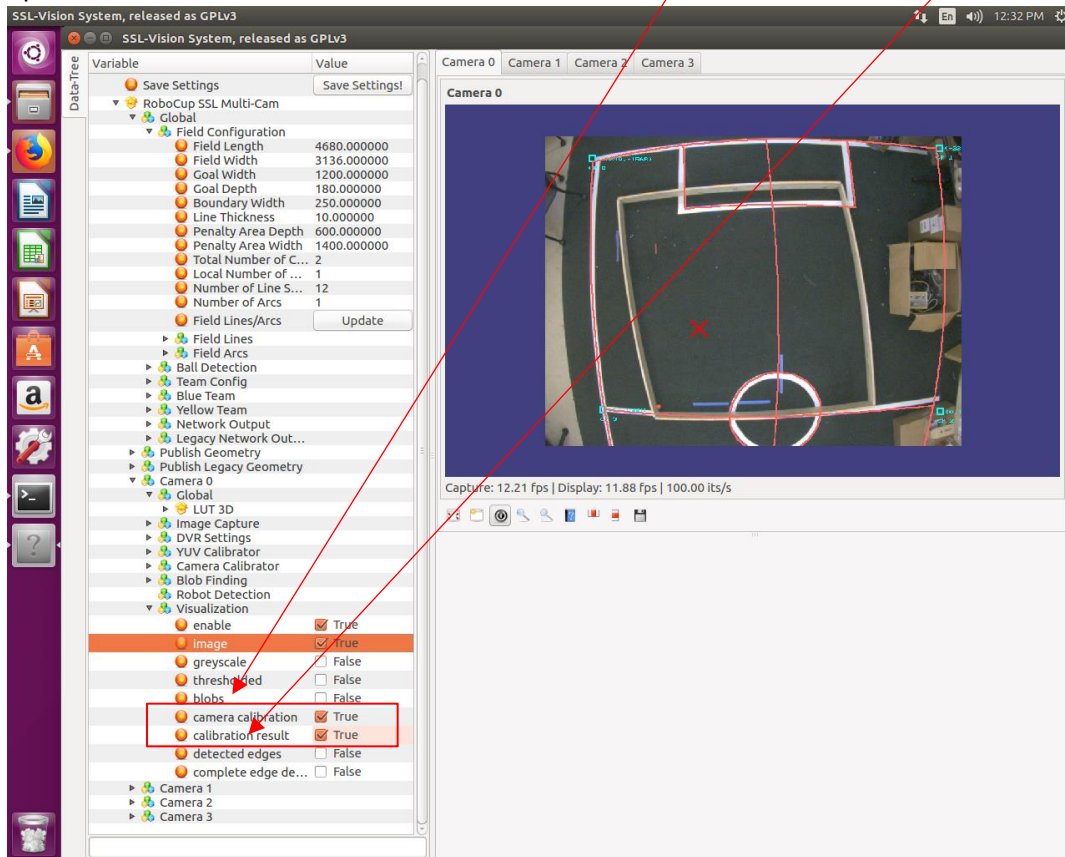 SSL-Vision System, released as GPLv3
En
12:32 PM
SSL-Vision System, released as GPLv3
Data-Tree
Variable Value
Save Settings Save Settings!
RoboCup SSL Multi-Cam
Global
Field Configuration
Field Length 4680.000000
Field Width 3136.000000
Goal Width 1200.000000
Goal Depth 180.000000
Boundary Width 250.000000
Line Thickness 10.000000
Penalty Area Depth 600.000000
Penalty Area Width 1400.000000
Total Number of C... 2
Local Number of ... 1
Number of Line S... 12
Number of Arcs 1
Field Lines/Arcs Update
Field Lines
Field Arcs
Ball Detection
Team Config
Blue Team
Yellow Team
Network Output
Legacy Network Out...
Publish Geometry
Publish Legacy Geometry
Camera 0
Global
LUT 3D
Image Capture
DVR Settings
YUV Calibrator
Camera Calibrator
Blob Finding
Robot Detection
Visualization
enable True
image True
greyscale False
thresholded False
blobs False
camera calibration True
calibration result True
detected edges False
complete edge de... False
Camera 1
Camera 2
Camera 3
Camera 0 Camera 1 Camera 2 Camera 3
Camera 0
Capture: 12.21 fps | Display: 11.88 fps | 100.00 its/s